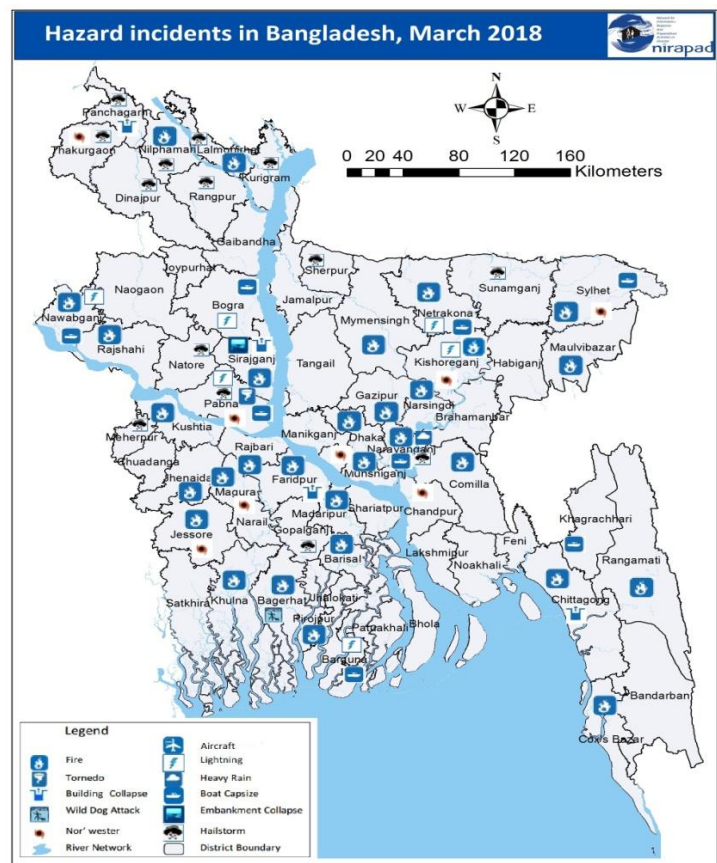 Hazard incidents in Bangladesh, March 2018
nirapad
N
W E
S
0 20 40 80 120 160
Kilometers
Panchagarh
Thakurgaon
Nilphamari
Lalmonirhat
Kurigram
Dinajpur
Rangpur
Gaibandha
Joypurhat
Naogaon
Bogra
Jamalpur
Sherpur
Netrakona
Sunamganj
Sylhet
Nawabganj
Rajshahi
Natore
Sirajganj
Tangail
Mymensingh
Kishoreganj
Habiganj
Maulvibazar
Pabna
Gazipur
Narsingdi
Kushtia
Meherpur
Chuadanga
Manikganj
Dhaka
Narayanganj
Rajbari
Jhenaidah
Magura
Faridpur
Munsniganj
Comilla
Narail
Madaripur
Shariatpur
Chandpur
Gopalganj
Jessore
Barisal
Lakshmipur
Noakhali
Feni
Khagrachhari
Rangamati
Chittagong
Satkhira
Khulna
Bagerhat
Jhalokati
Pirojpur
Patuakhali
Bhola
Barguna
Bandarban
Cox's Bazar
Legend
Fire
Tornedo
Building Collapse
Wild Dog Attack
Nor' wester
River Network
Aircraft
Lightning
Heavy Rain
Boat Capsize
Embankment Collapse
Hailstorm
District Boundary